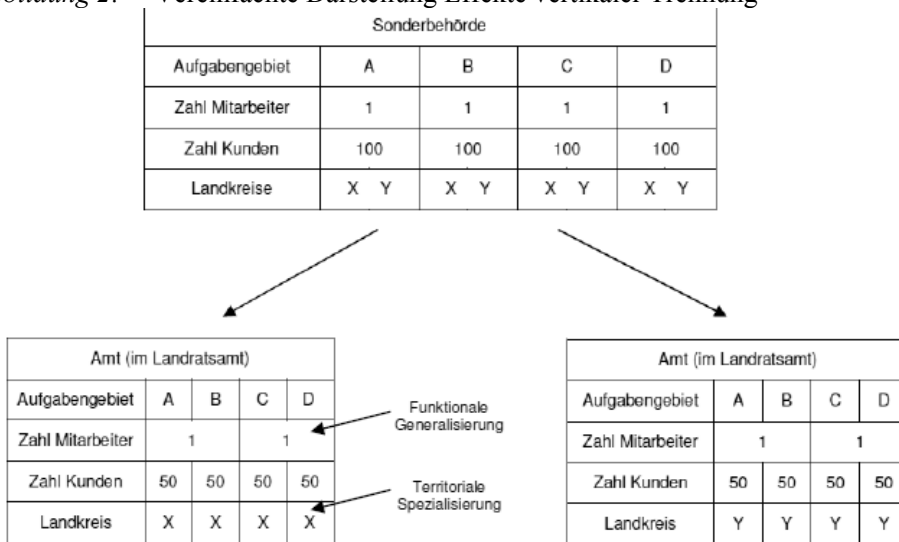 bildung 2: Vereinfachte Darstellung Effekte vertikaler Trennung
Sonderbehörde
Aufgabengebiet A B C D
Zahl Mitarbeiter 1 1 1 1
Zahl Kunden 100 100 100 100
Landkreise X Y X Y X Y X Y
Amt (im Landratsamt)
Aufgabengebiet A B C D
Zahl Mitarbeiter 1 1
Zahl Kunden 50 50 50 50
Landkreis X X X X
Funktionale
Generalisierung
Territoriale
Spezialisierung
Amt (im Landratsamt)
Aufgabengebiet A B C D
Zahl Mitarbeiter 1 1
Zahl Kunden 50 50 50 50
Landkreis Y Y Y Y